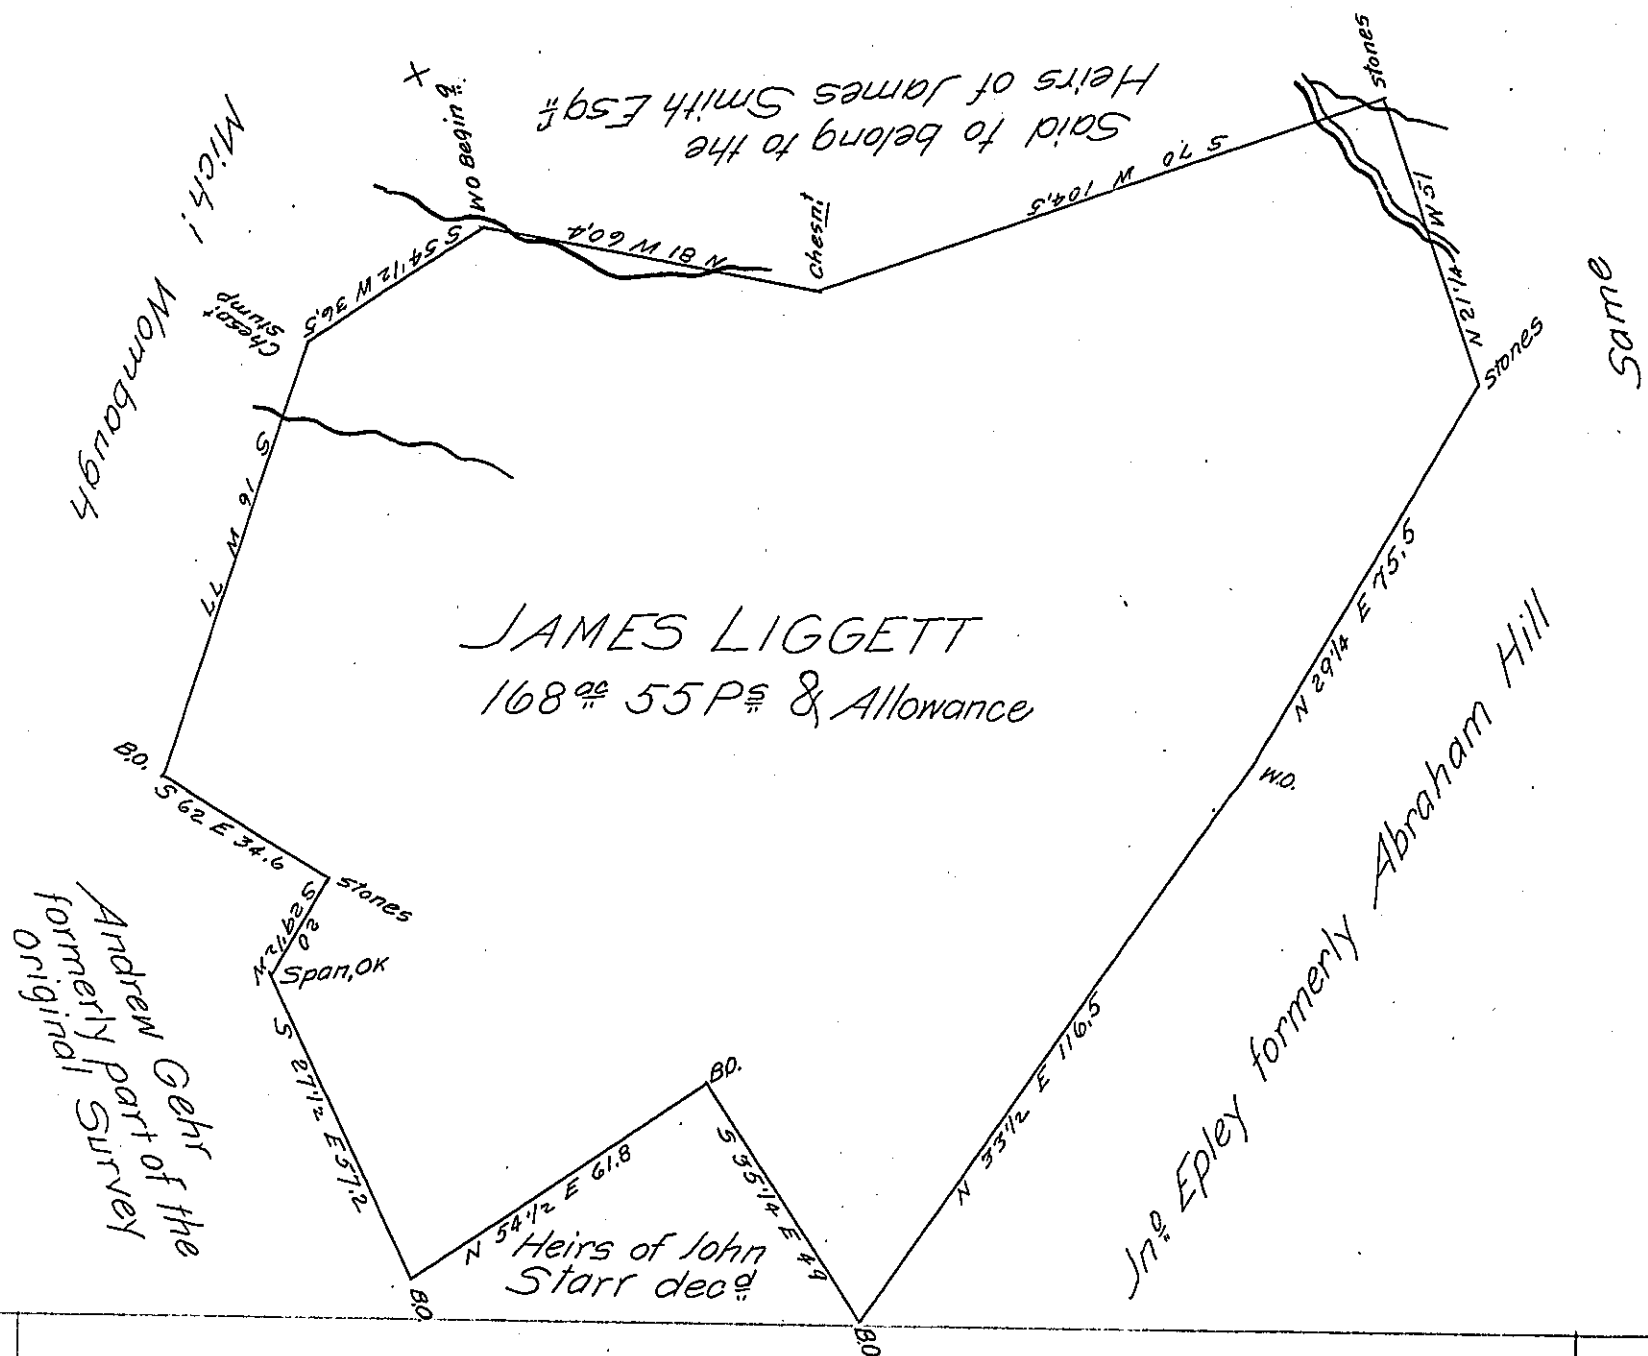 JAMES LIGGETT
168 ac 55 Ps & Allowance
X
WO Begin g.
N 81 W 60,4
Chesn.t
Said to belong to the
Heirs of James Smith Esqr
S 70 W 104,5
stones
N 21 1/4 W 51
stones
Same
N 29 1/4 E 75,5
W.O.
Jno Epley formerly Abraham Hill
N 33 1/2 E 116,5
B.O.
S 35 1/4 E 49
B.O.
Heirs of John
Starr decd
N 54 1/2 E 61.8
B.O.
S 27 1/2 E 57.2
Span, OK
S 29 1/2 W
20
stones
Andrew Gehr
formerly part of the
original Survey
S 62 E 34.6
B.O.
S 16 W 77
Chesn.t
stump
S 54 1/2 W 36,5
Mich! Wombaugh